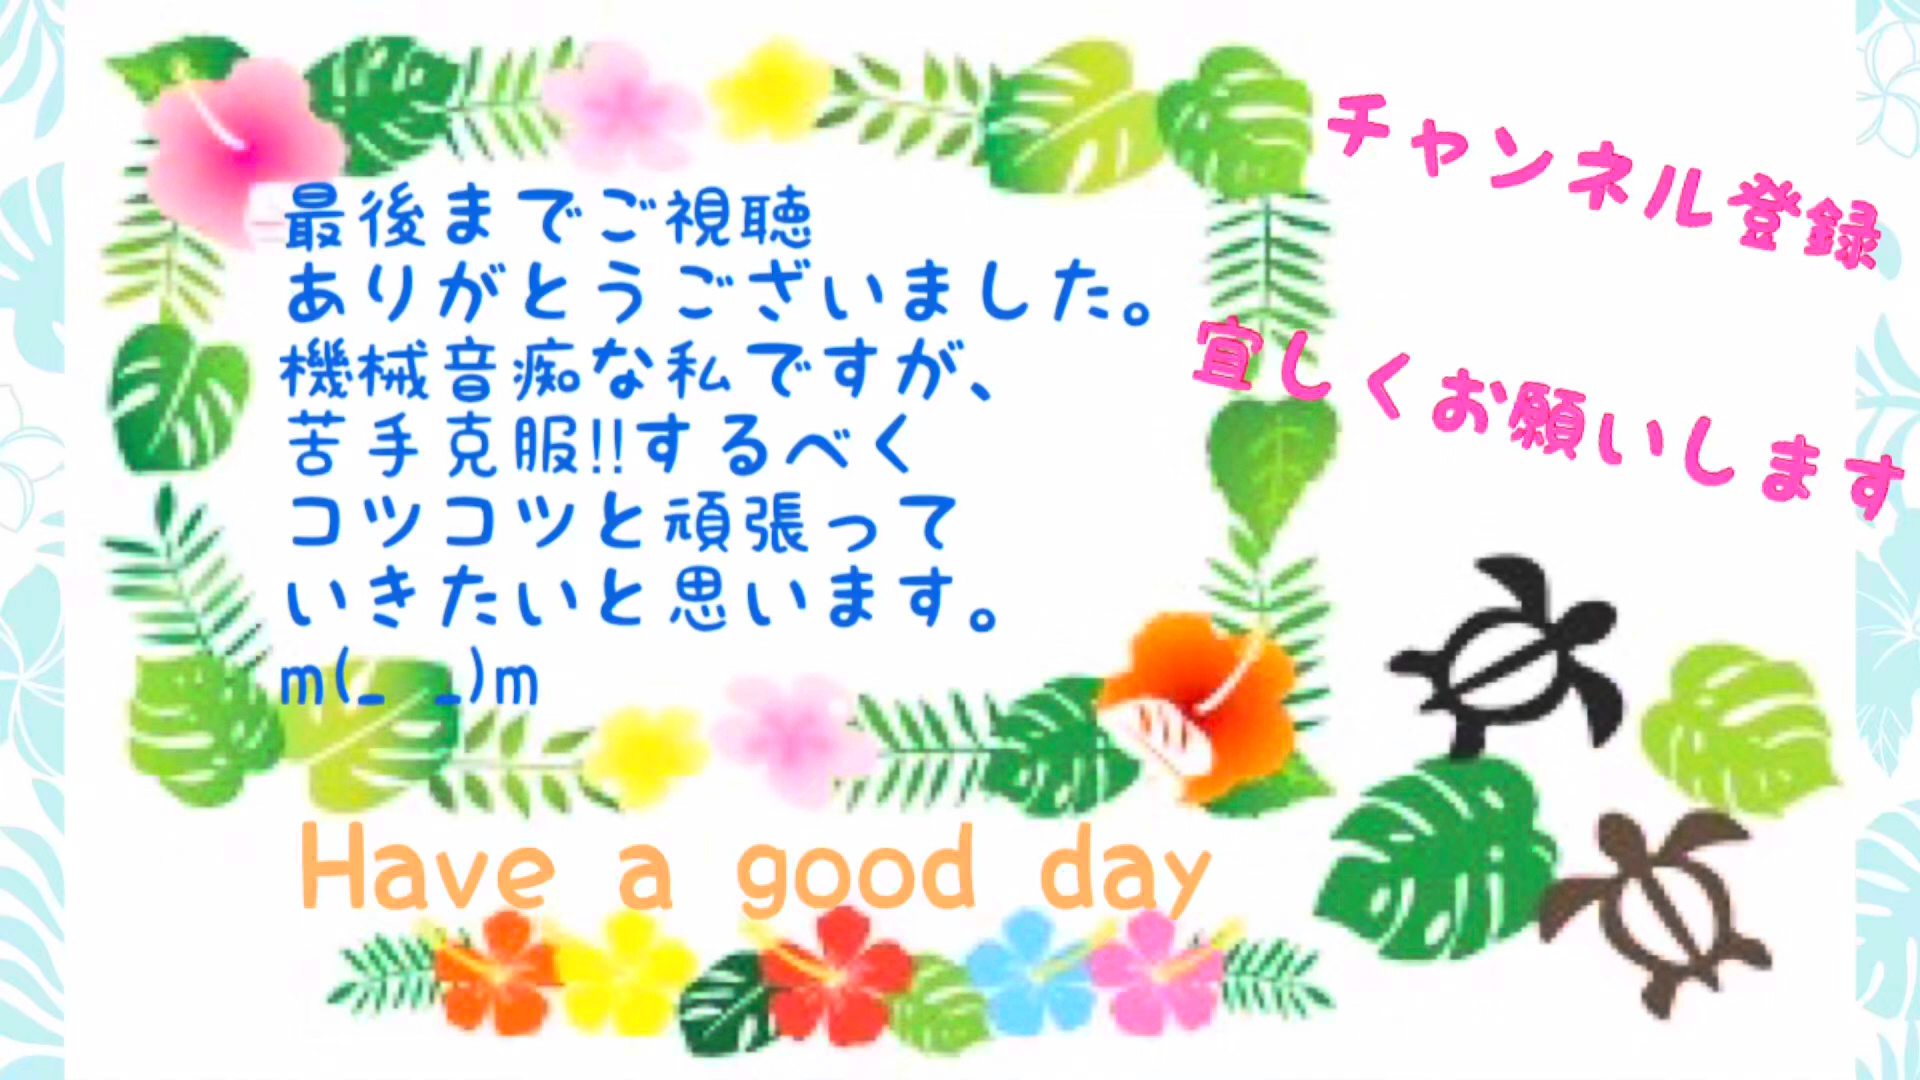 最後までご視聴
ありがとうございました。
機械音痴な私ですが、
苦手克服!!するべく
コツコツと頑張って
いきたいと思います。
m(_ _)m
チャンネル登録
宜しくお願いします
Have a good day